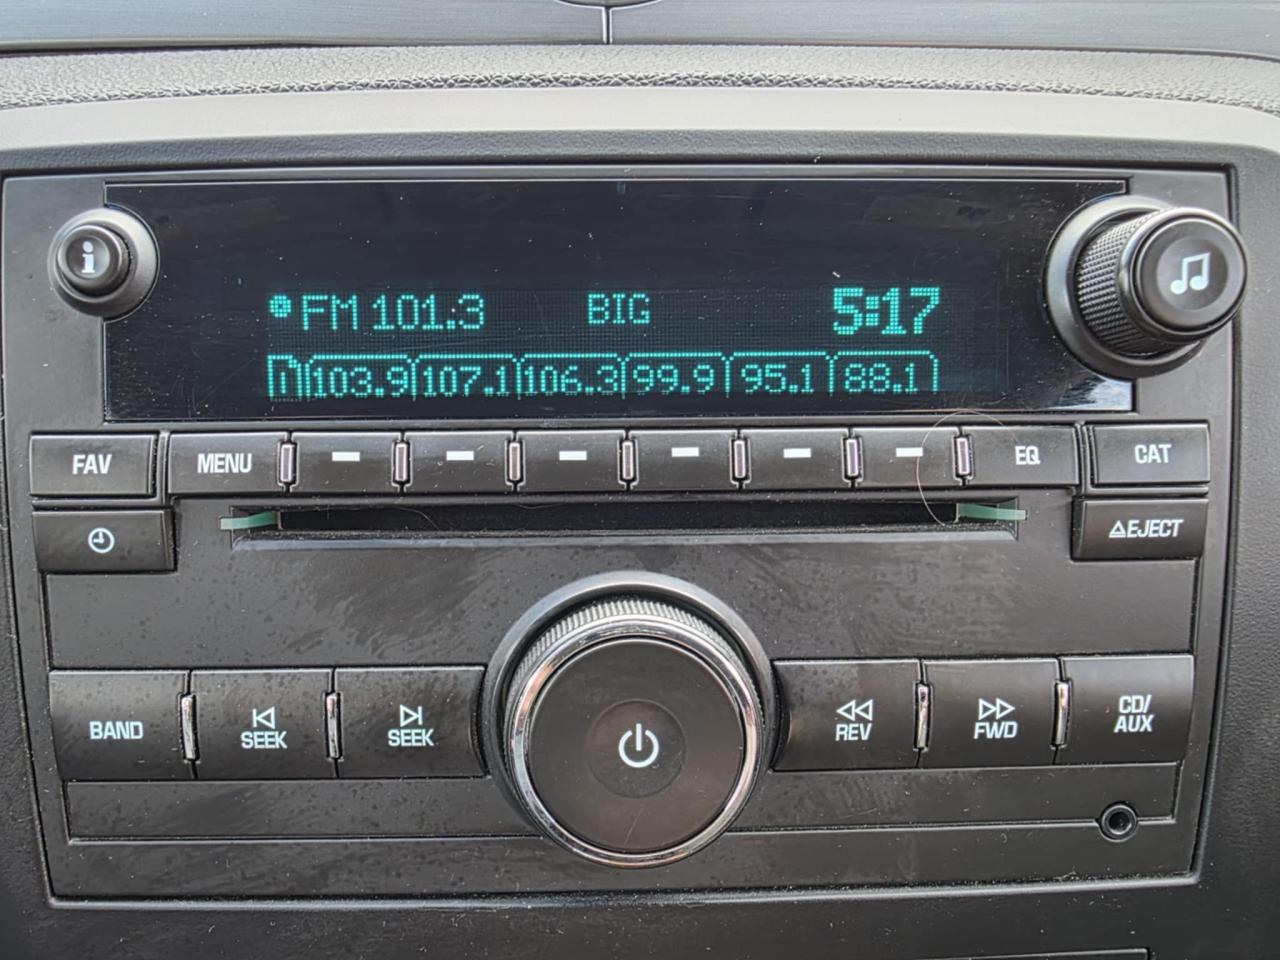 i
FM 101.3 BIG 5:17
1 103.9 107.1 106.3 99.9 95.1 88.1
FAV MENU EQ CAT
EJECT
BAND SEEK SEEK REV FWD CD/
AUX